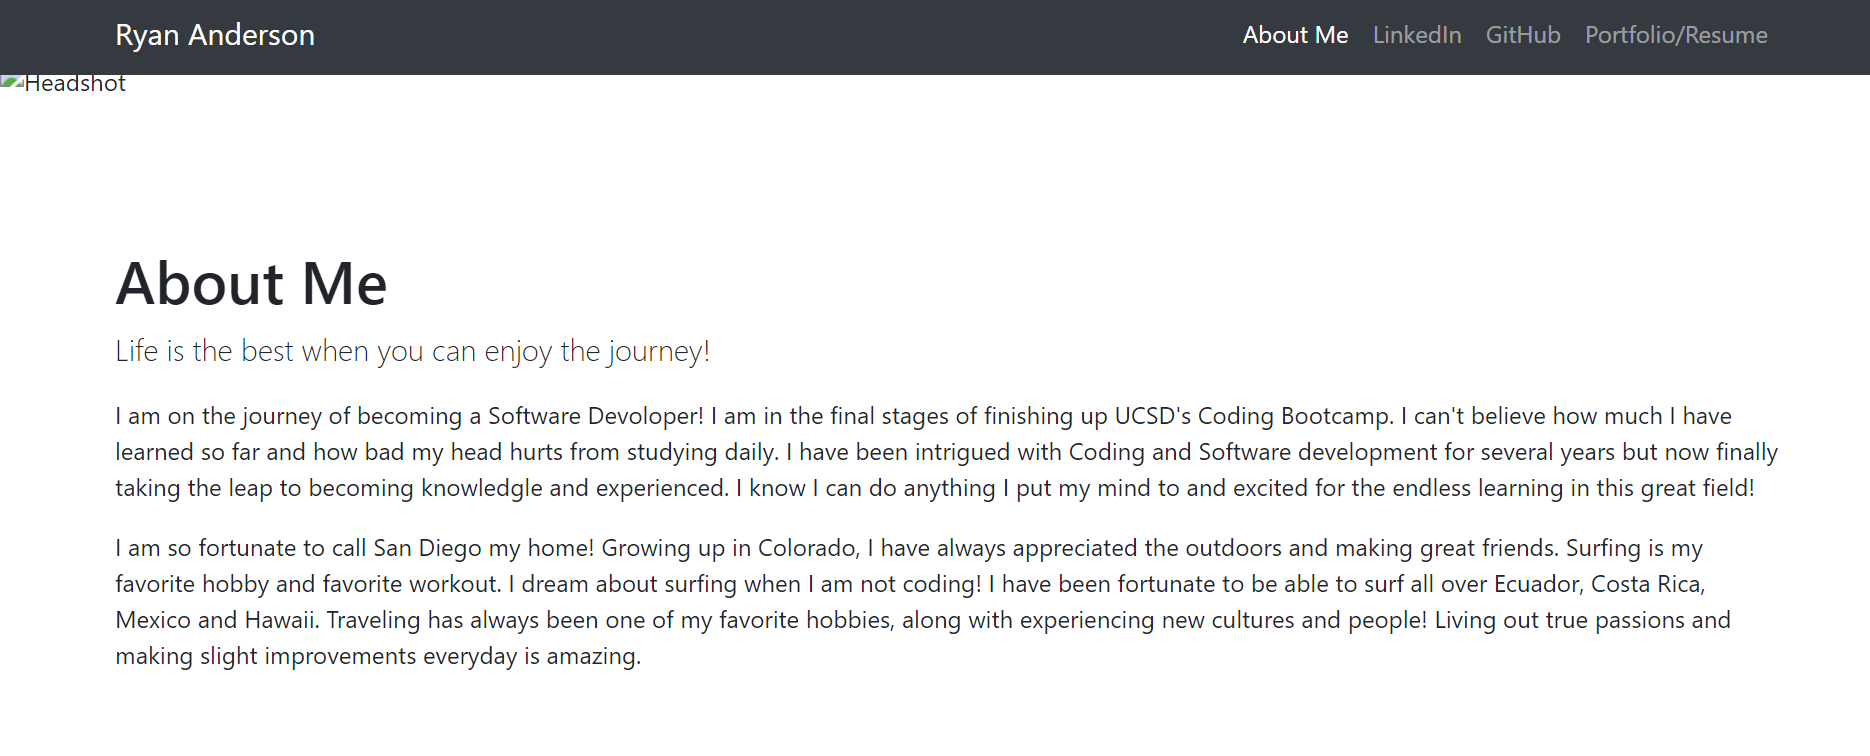 Ryan Anderson
About Me LinkedIn GitHub Portfolio/Resume
Headshot
About Me
Life is the best when you can enjoy the journey!
I am on the journey of becoming a Software Devoloper! I am in the final stages of finishing up UCSD's Coding Bootcamp. I can't believe how much I have
learned so far and how bad my head hurts from studying daily. I have been intrigued with Coding and Software development for several years but now finally
taking the leap to becoming knowledgle and experienced. I know I can do anything I put my mind to and excited for the endless learning in this great field!
I am so fortunate to call San Diego my home! Growing up in Colorado, I have always appreciated the outdoors and making great friends. Surfing is my
favorite hobby and favorite workout. I dream about surfing when I am not coding! I have been fortunate to be able to surf all over Ecuador, Costa Rica,
Mexico and Hawaii. Traveling has always been one of my favorite hobbies, along with experiencing new cultures and people! Living out true passions and
making slight improvements everyday is amazing.